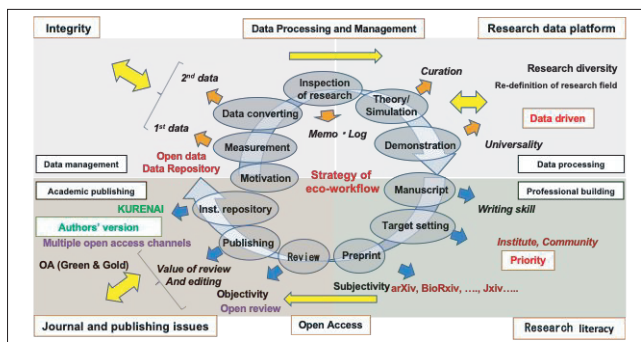 Integrity
Data Processing and Management
Research data platform
2nd data
1st data
Inspection
of research
Data converting
Theory/
Simulation
Curation
Research diversity
Re-definition of research field
Data driven
Memo・Log
Measurement
Demonstration
Universality
Open data
Data Repository
Motivation
Strategy of
eco-workflow
Data management
Data processing
Academic publishing
Professional building
Manuscript
Writing skill
KURENAI
Inst. repository
Authors' version
Target setting
Multiple open access channels
Publishing
Review
Preprint
Institute, Community
Priority
OA (Green & Gold)
Value of review
And editing
Objectivity
Open review
Subjectivity
arXiv, BioRxiv, …., Jxiv…..
Journal and publishing issues
Open Access
Research literacy